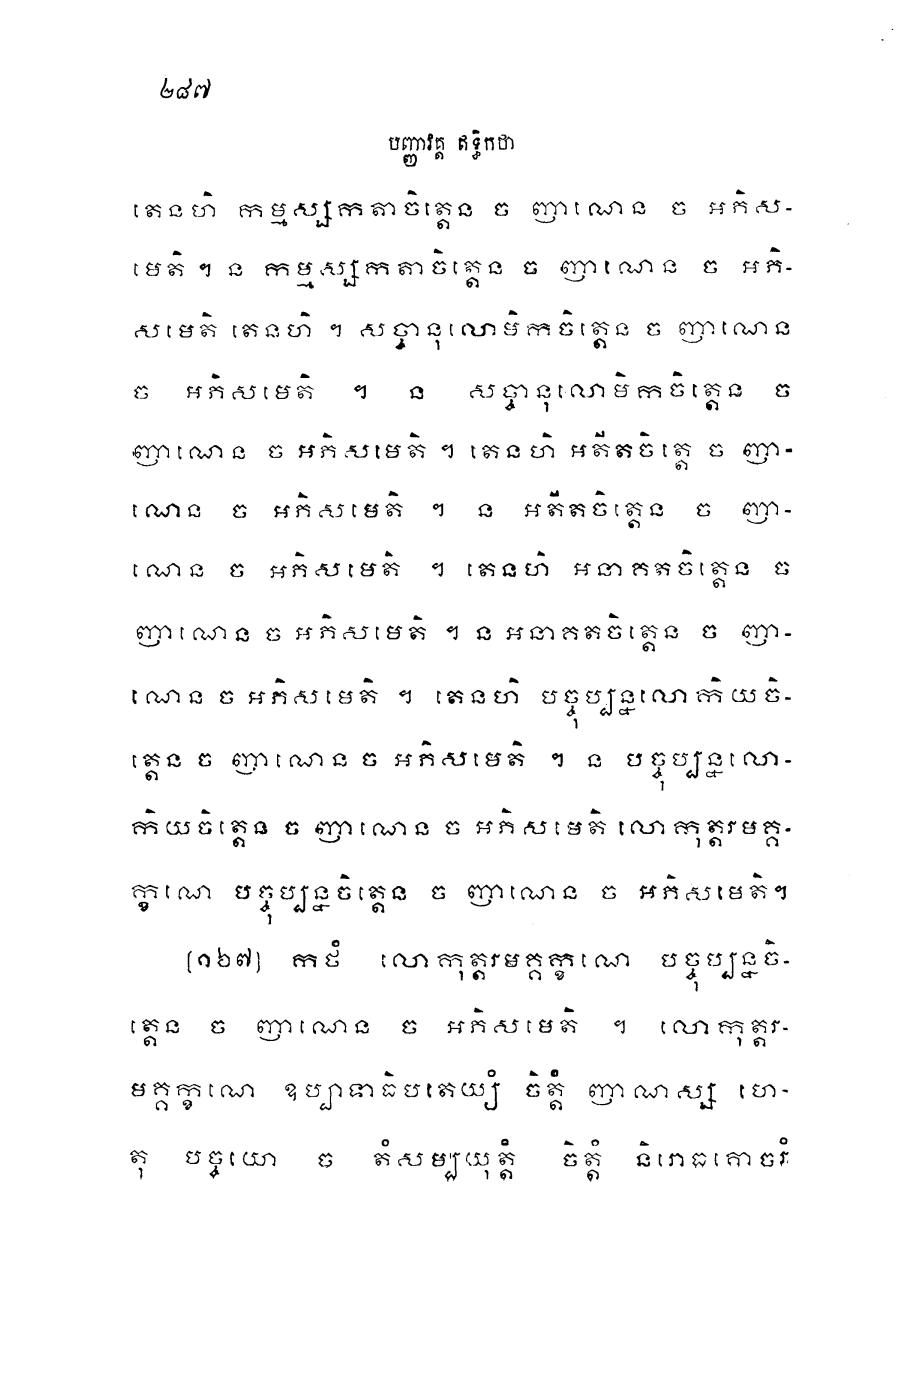 ២៨៧
បញ្ញាវគ្គ ឥទ្ធិកថា
តេនហិ កម្មស្សកតាចិត្តេន ច ញាណេន ច អភិស-
មេតិ ។ ន កម្មស្សកតាចិត្តេន ច ញាណេន ច អភិ-
សមេតិ តេនហិ ។ សច្ចានុលោមិកចិត្តេន ច ញាណេន
ច អភិសមេតិ ។ ន សច្ចានុលោមិកចិត្តេន ច
ញាណេន ច អភិសមេតិ ។ តេនហិ អតីតចិត្តេ ច ញា-
ណេន ច អភិសមេតិ ។ ន អតីតចិត្តេន ច ញា-
ណេន ច អភិសមេតិ ។ តេនហិ អនាគតចិត្តេន ច
ញាណេន ច អភិសមេតិ ។ ន អនាគតចិត្តេន ច ញា-
ណេន ច អភិសមេតិ ។ តេនហិ បច្ចុប្បន្នលោកិយចិ-
ត្តេន ច ញាណេន ច អភិសមេតិ ។ ន បច្ចុប្បន្នលោ-
កិយចិត្តេន ច ញាណេន ច អភិសមេតិ លោកុត្តរមគ្គ-
ក្ខណេ បច្ចុប្បន្នចិត្តេន ច ញាណេន ច អភិសមេតិ។
[១២៧] កថំ លោកុត្តរមគ្គក្ខណេ បច្ចុប្បន្នចិ-
ត្តេន ច ញាណេន ច អភិសមេតិ ។ លោកុត្តរ-
មគ្គក្ខណេ ឧប្បាទាធិបតេយ្យំ ចិត្តំ ញាណស្ស ហេ-
តុ បច្ចយោ ច តំសម្បយុត្តំ ចិត្តំ និរោធគោចរំ